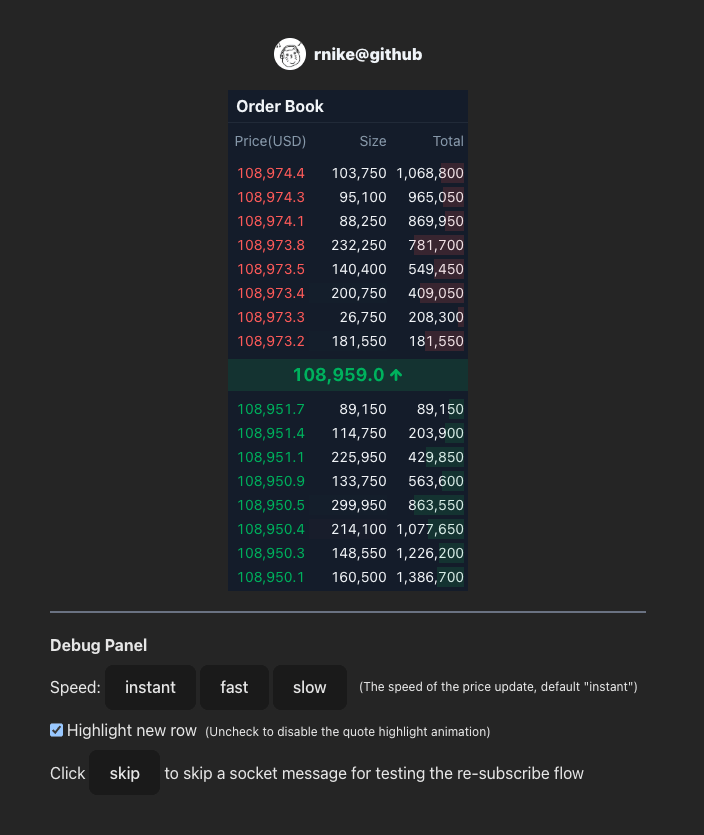 rnike@github
Order Book
Price(USD) Size Total
108,974.4 103,750 1,068,800
108,974.3 95,100 965,050
108,974.1 88,250 869,950
108,973.8 232,250 781,700
108,973.5 140,400 549,450
108,973.4 200,750 409,050
108,973.3 26,750 208,300
108,973.2 181,550 181,550
108,959.0 ↑
108,951.7 89,150 89,150
108,951.4 114,750 203,900
108,951.1 225,950 429,850
108,950.9 133,750 563,600
108,950.5 299,950 863,550
108,950.4 214,100 1,077,650
108,950.3 148,550 1,226,200
108,950.1 160,500 1,386,700
Debug Panel
Speed: instant fast slow (The speed of the price update, default "instant")
Highlight new row (Uncheck to disable the quote highlight animation)
Click skip to skip a socket message for testing the re-subscribe flow